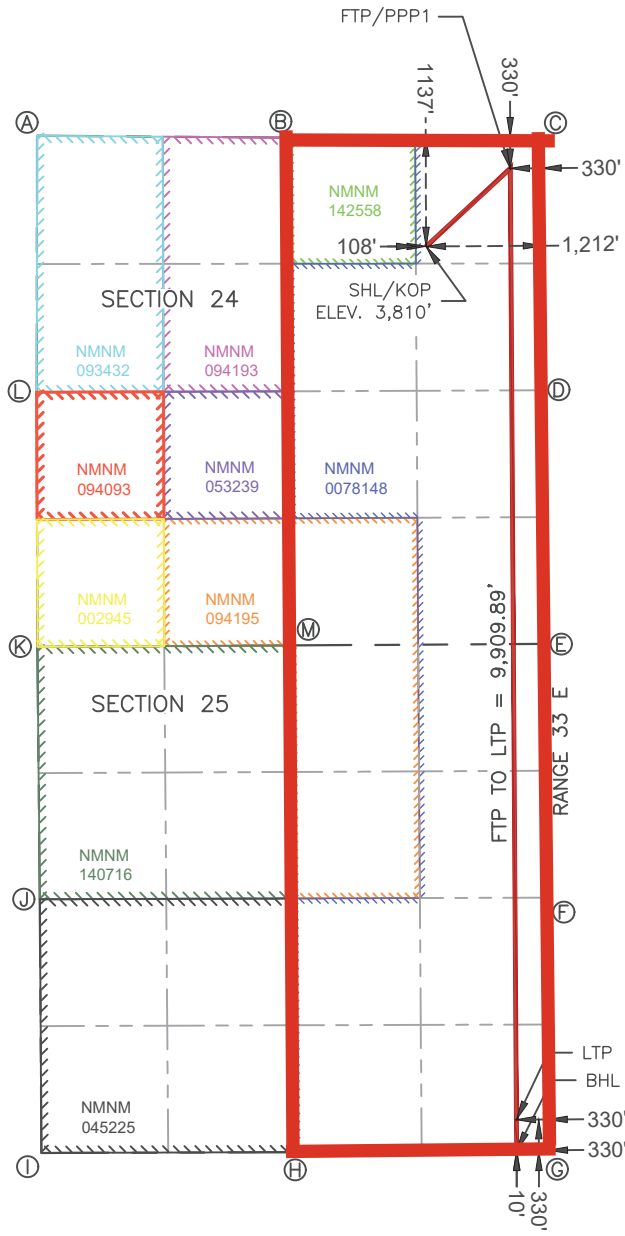 FTP/PPP1
330'
1137'
A
B
C
330'
NMNM
142558
108'
1,212'
SHL/KOP
ELEV. 3,810'
SECTION 24
NMNM
093432
NMNM
094193
L
D
NMNM
094093
NMNM
053239
NMNM
0078148
NMNM
002945
NMNM
094195
K
M
E
SECTION 25
FTP TO LTP = 9,909.89'
RANGE 33 E
NMNM
140716
J
F
LTP
BHL
NMNM
045225
330'
330'
I
H
G
10'
330'